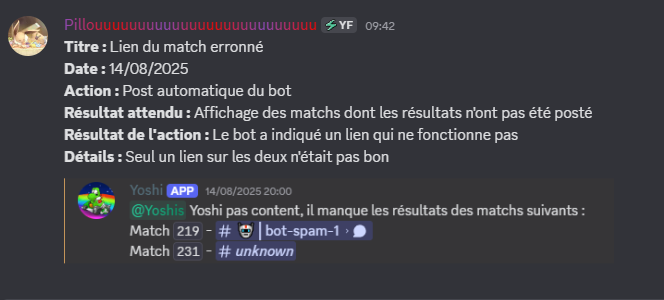 Pillouuuuuuuuuuuuuuuuuuuuuuuuuu YF 09:42
Titre : Lien du match erronné
Date : 14/08/2025
Action : Post automatique du bot
Résultat attendu : Affichage des matchs dont les résultats n'ont pas été posté
Résultat de l'action : Le bot a indiqué un lien qui ne fonctionne pas
Détails : Seul un lien sur les deux n'était pas bon
Yoshi APP 14/08/2025 20:00
@Yoshis Yoshi pas content, il manque les résultats des matchs suivants :
Match 219 - # | bot-spam-1 ›
Match 231 - # unknown